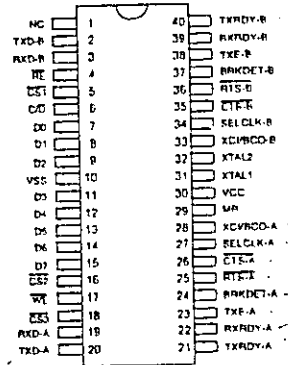 NC 1 40 TXRDY-B
TXD-B 2 39 RXRDY-B
RXD-B 3 38 TXE-B
RE 4 37 BRKDET-B
CS1 5 36 RTS-B
C/D 6 35 CTS-B
D0 7 34 SELCLK-B
D1 8 33 XCI/BCO-B
D2 9 32 XTAL2
VSS 10 31 XTAL1
D3 11 30 VCC
D4 12 29 MR
D5 13 28 XCI/BCO-A
D6 14 27 SELCLK-A
D7 15 26 CTS-A
CS2 16 25 RTS-A
WE 17 24 BRKDET-A
CS3 18 23 TXE-A
RXD-A 19 22 RXRDY-A
TXD-A 20 21 TXRDY-A